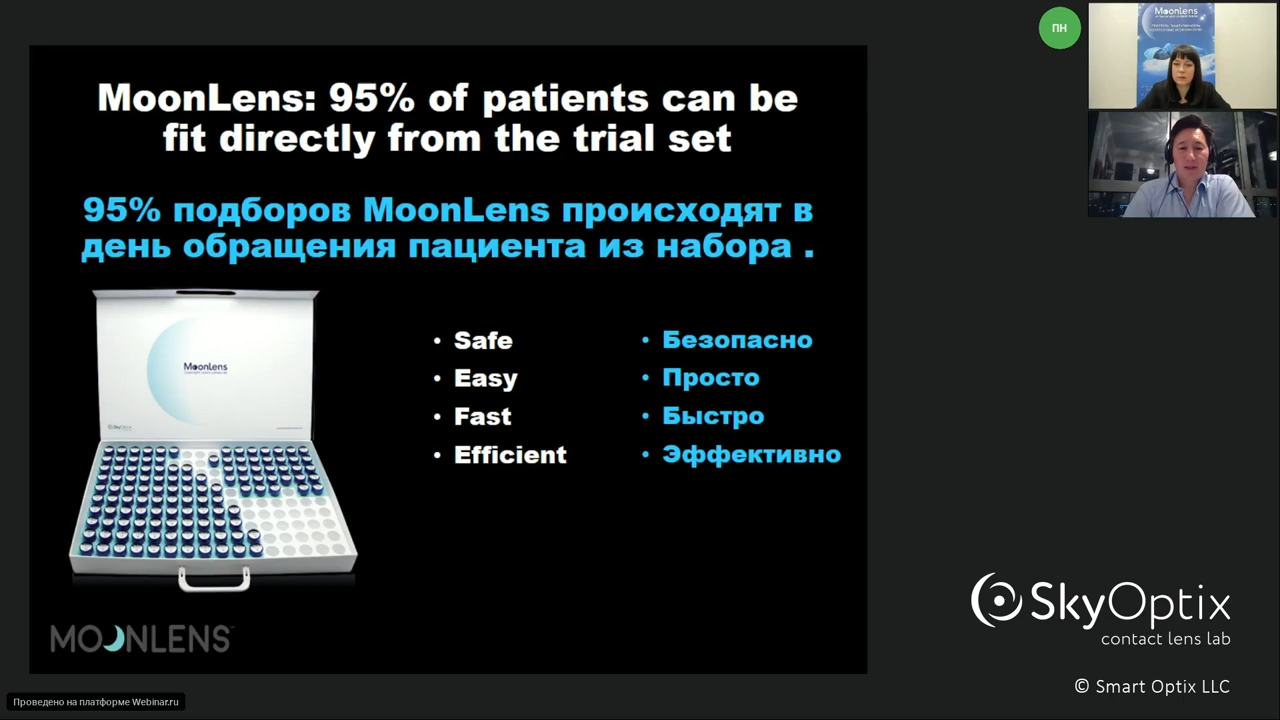 MoonLens: 95% of patients can be
fit directly from the trial set
95% подборов MoonLens происходят в
день обращения пациента из набора .
• Safe
• Easy
• Fast
• Efficient
• Безопасно
• Просто
• Быстро
• Эффективно
MoonLens
SkyOptix
MOONLENS
ПН
Moonlens
SkyOptix
contact lens lab
© Smart Optix LLC
Проведено на платформе Webinar.ru